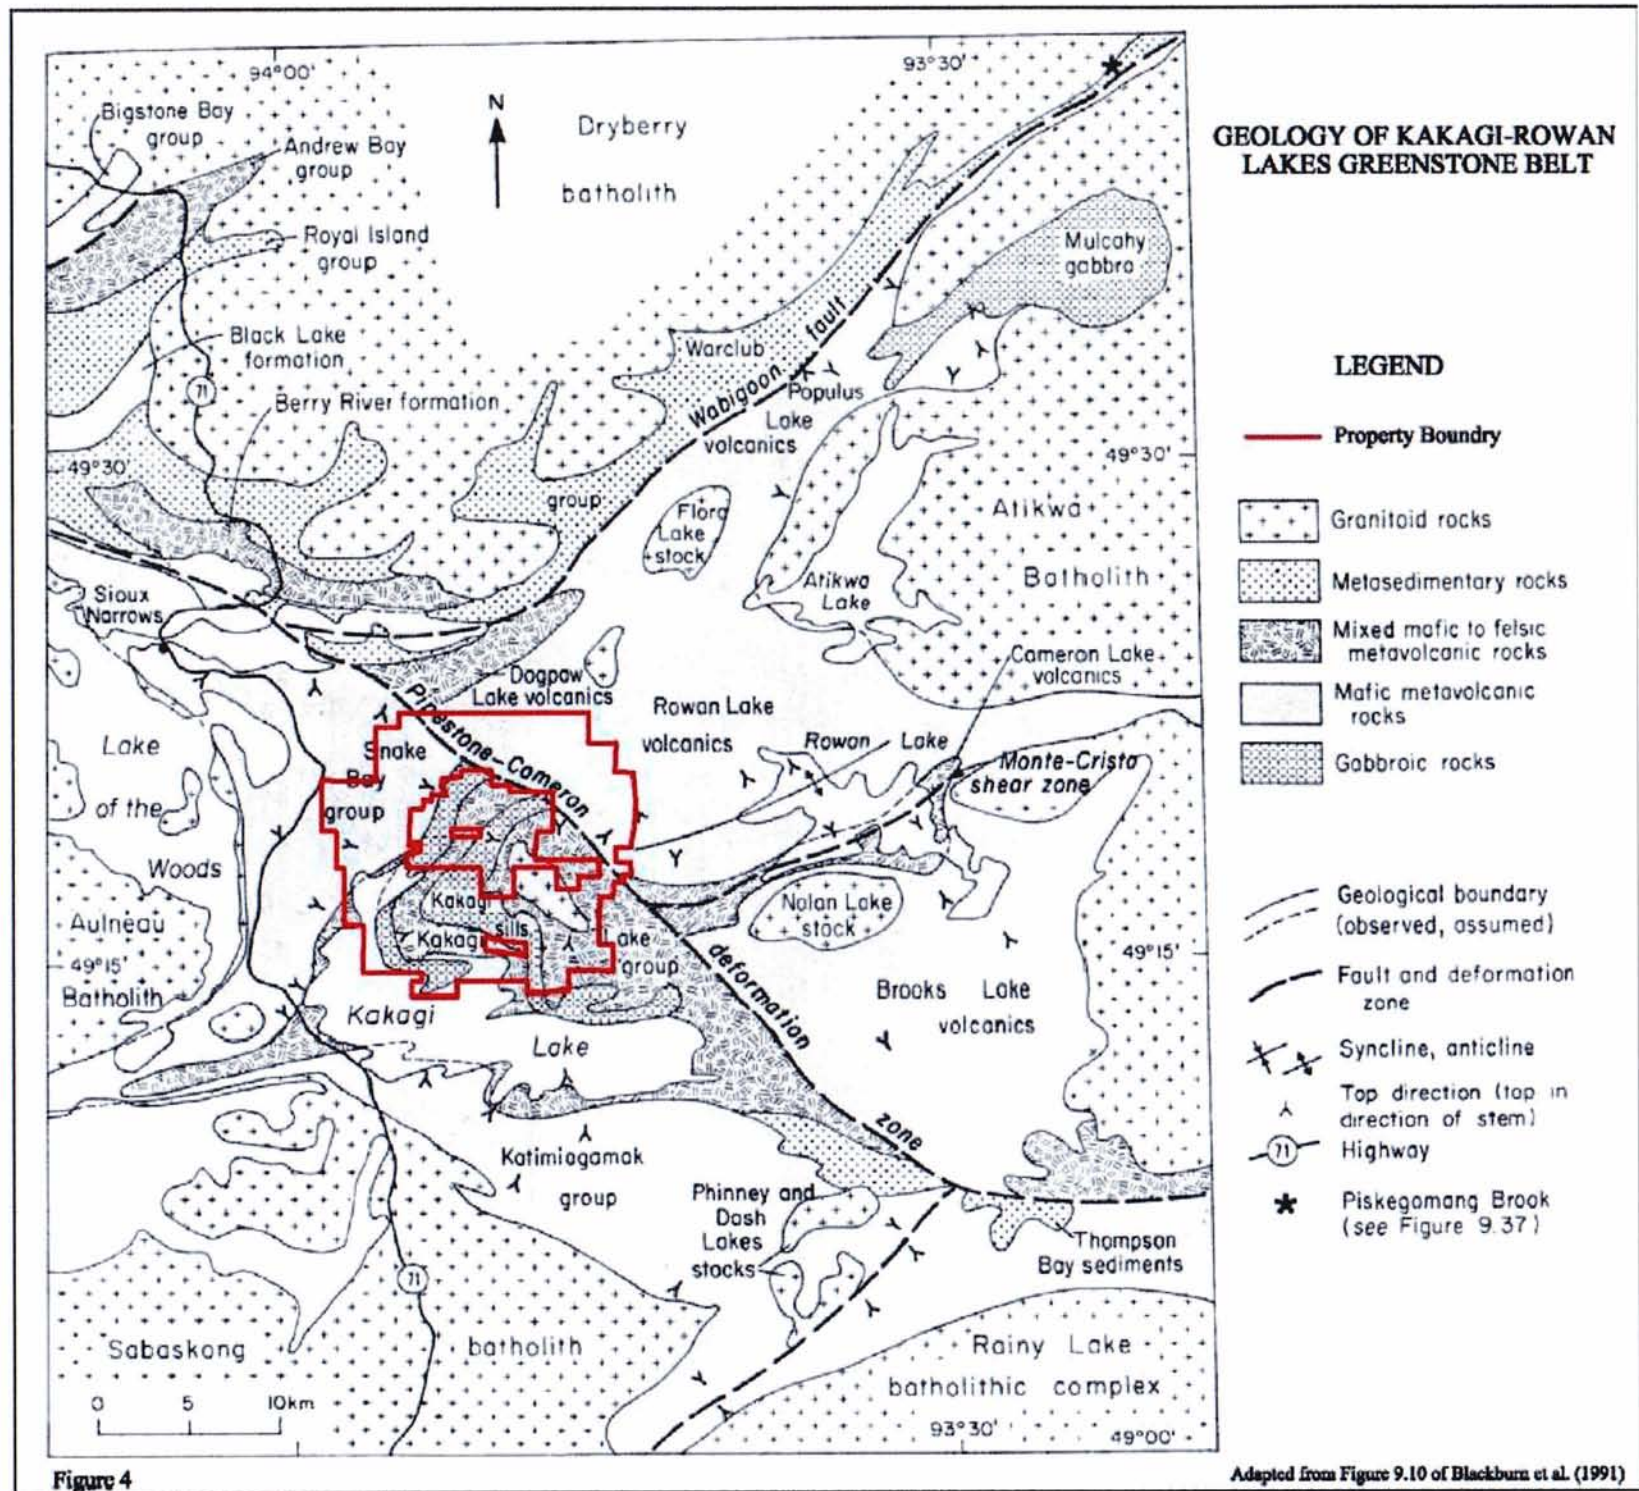 94°00'
93°30'
Bigstone Bay
group
Andrew Bay
group
N
Dryberry
batholith
GEOLOGY OF KAKAGI-ROWAN
LAKES GREENSTONE BELT
Royal Island
group
Mulcahy
gabbro
Black Lake
formation
71
Berry River formation
Warclub
group
Wabigoon fault
Populus
Lake
volcanics
49°30'
49°30'
Flora
Lake
stock
Atikwa
Batholith
Atikwa
Lake
Sioux
Narrows
Dogpaw
Lake volcanics
Cameron Lake
volcanics
Rowan Lake
volcanics
Rowan Lake
Monte-Cristo
shear zone
Pipestone-Cameron
deformation
zone
Snake
Bay
group
Lake
of the
Woods
Aulneau
49°15'
Batholith
Kakagi
sills
Kakagi
Lake
group
Nolan Lake
stock
49°15'
Brooks Lake
volcanics
Kakagi
Lake
Katimiagamak
group
Phinney and
Dash
Lakes
stocks
Thompson
Bay sediments
71
Sabaskong
batholith
Rainy Lake
batholithic complex
0 5 10km
93°30'
49°00'
LEGEND
Property Boundry
Granitoid rocks
Metasedimentary rocks
Mixed mafic to felsic
metavolcanic rocks
Mafic metavolcanic
rocks
Gabbroic rocks
Geological boundary
(observed, assumed)
Fault and deformation
zone
Syncline, anticline
Top direction (top in
direction of stem)
71
Highway
Piskegomang Brook
(see Figure 9.37)
Figure 4
Adapted from Figure 9.10 of Blackburn et al. (1991)